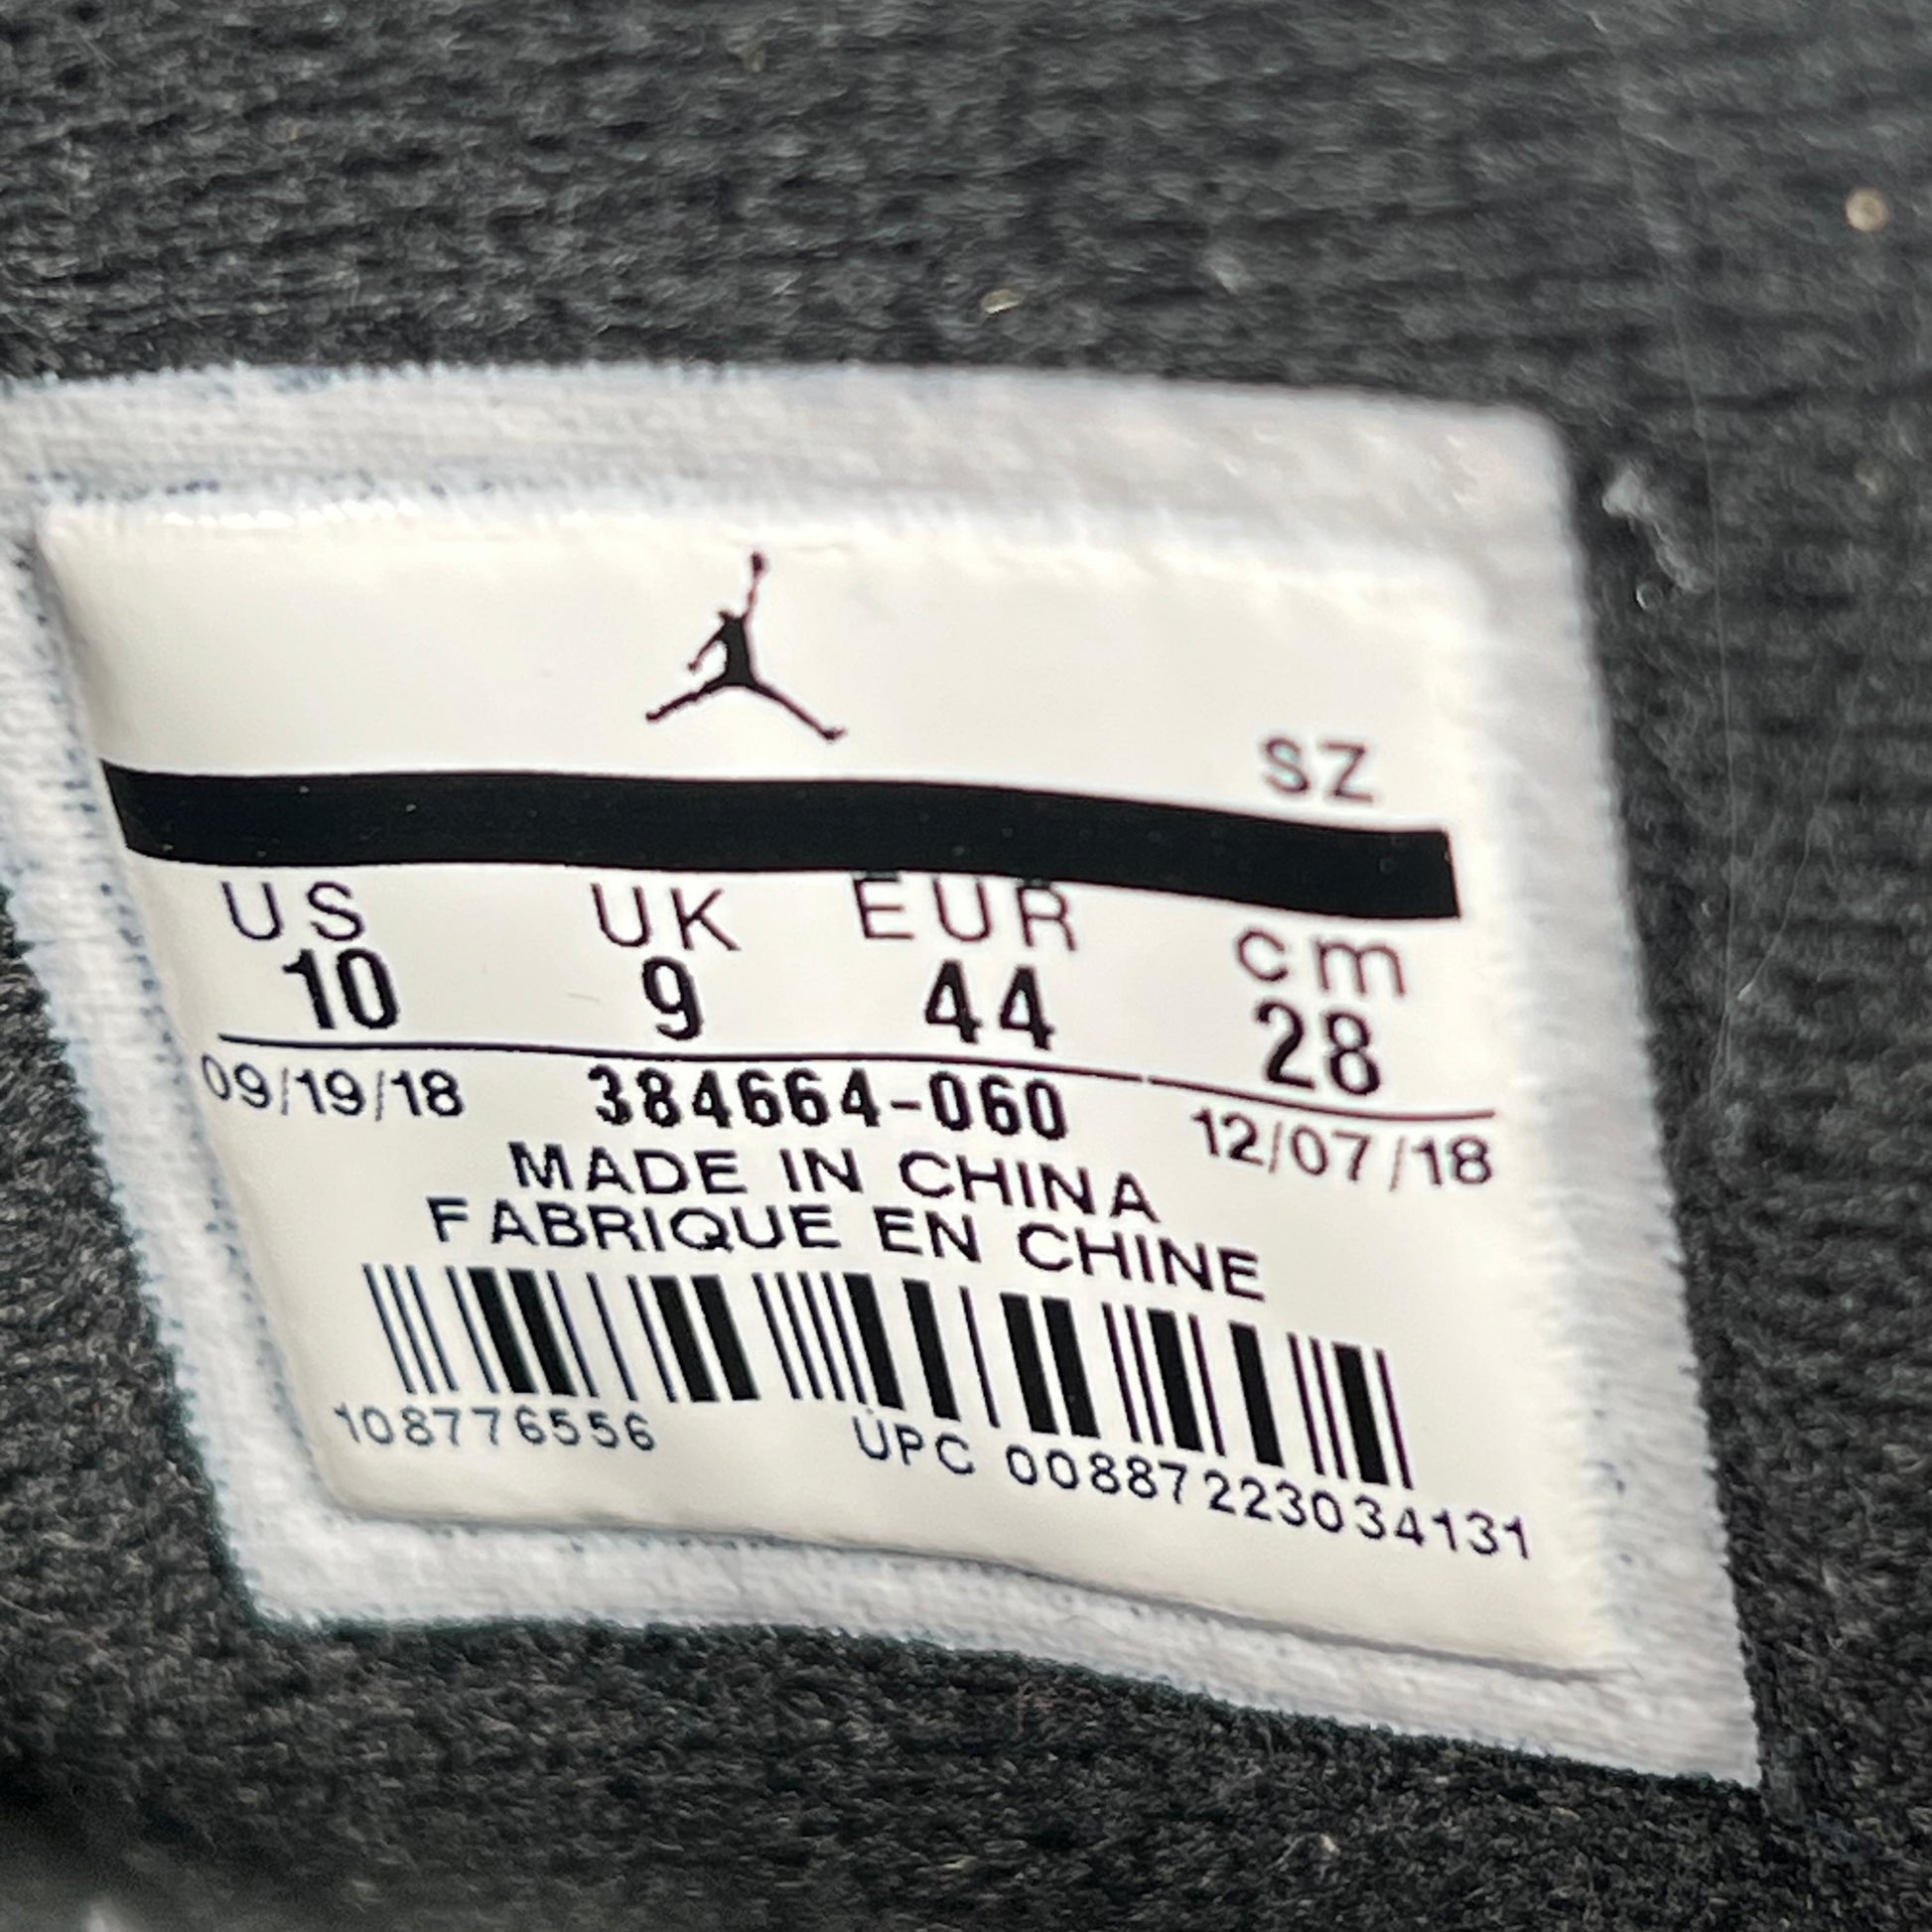 SZ
US UK EUR cm
10 9 44 28
09/19/18 384664-060 12/07/18
MADE IN CHINA
FABRIQUE EN CHINE
108776556 UPC 00887223034131